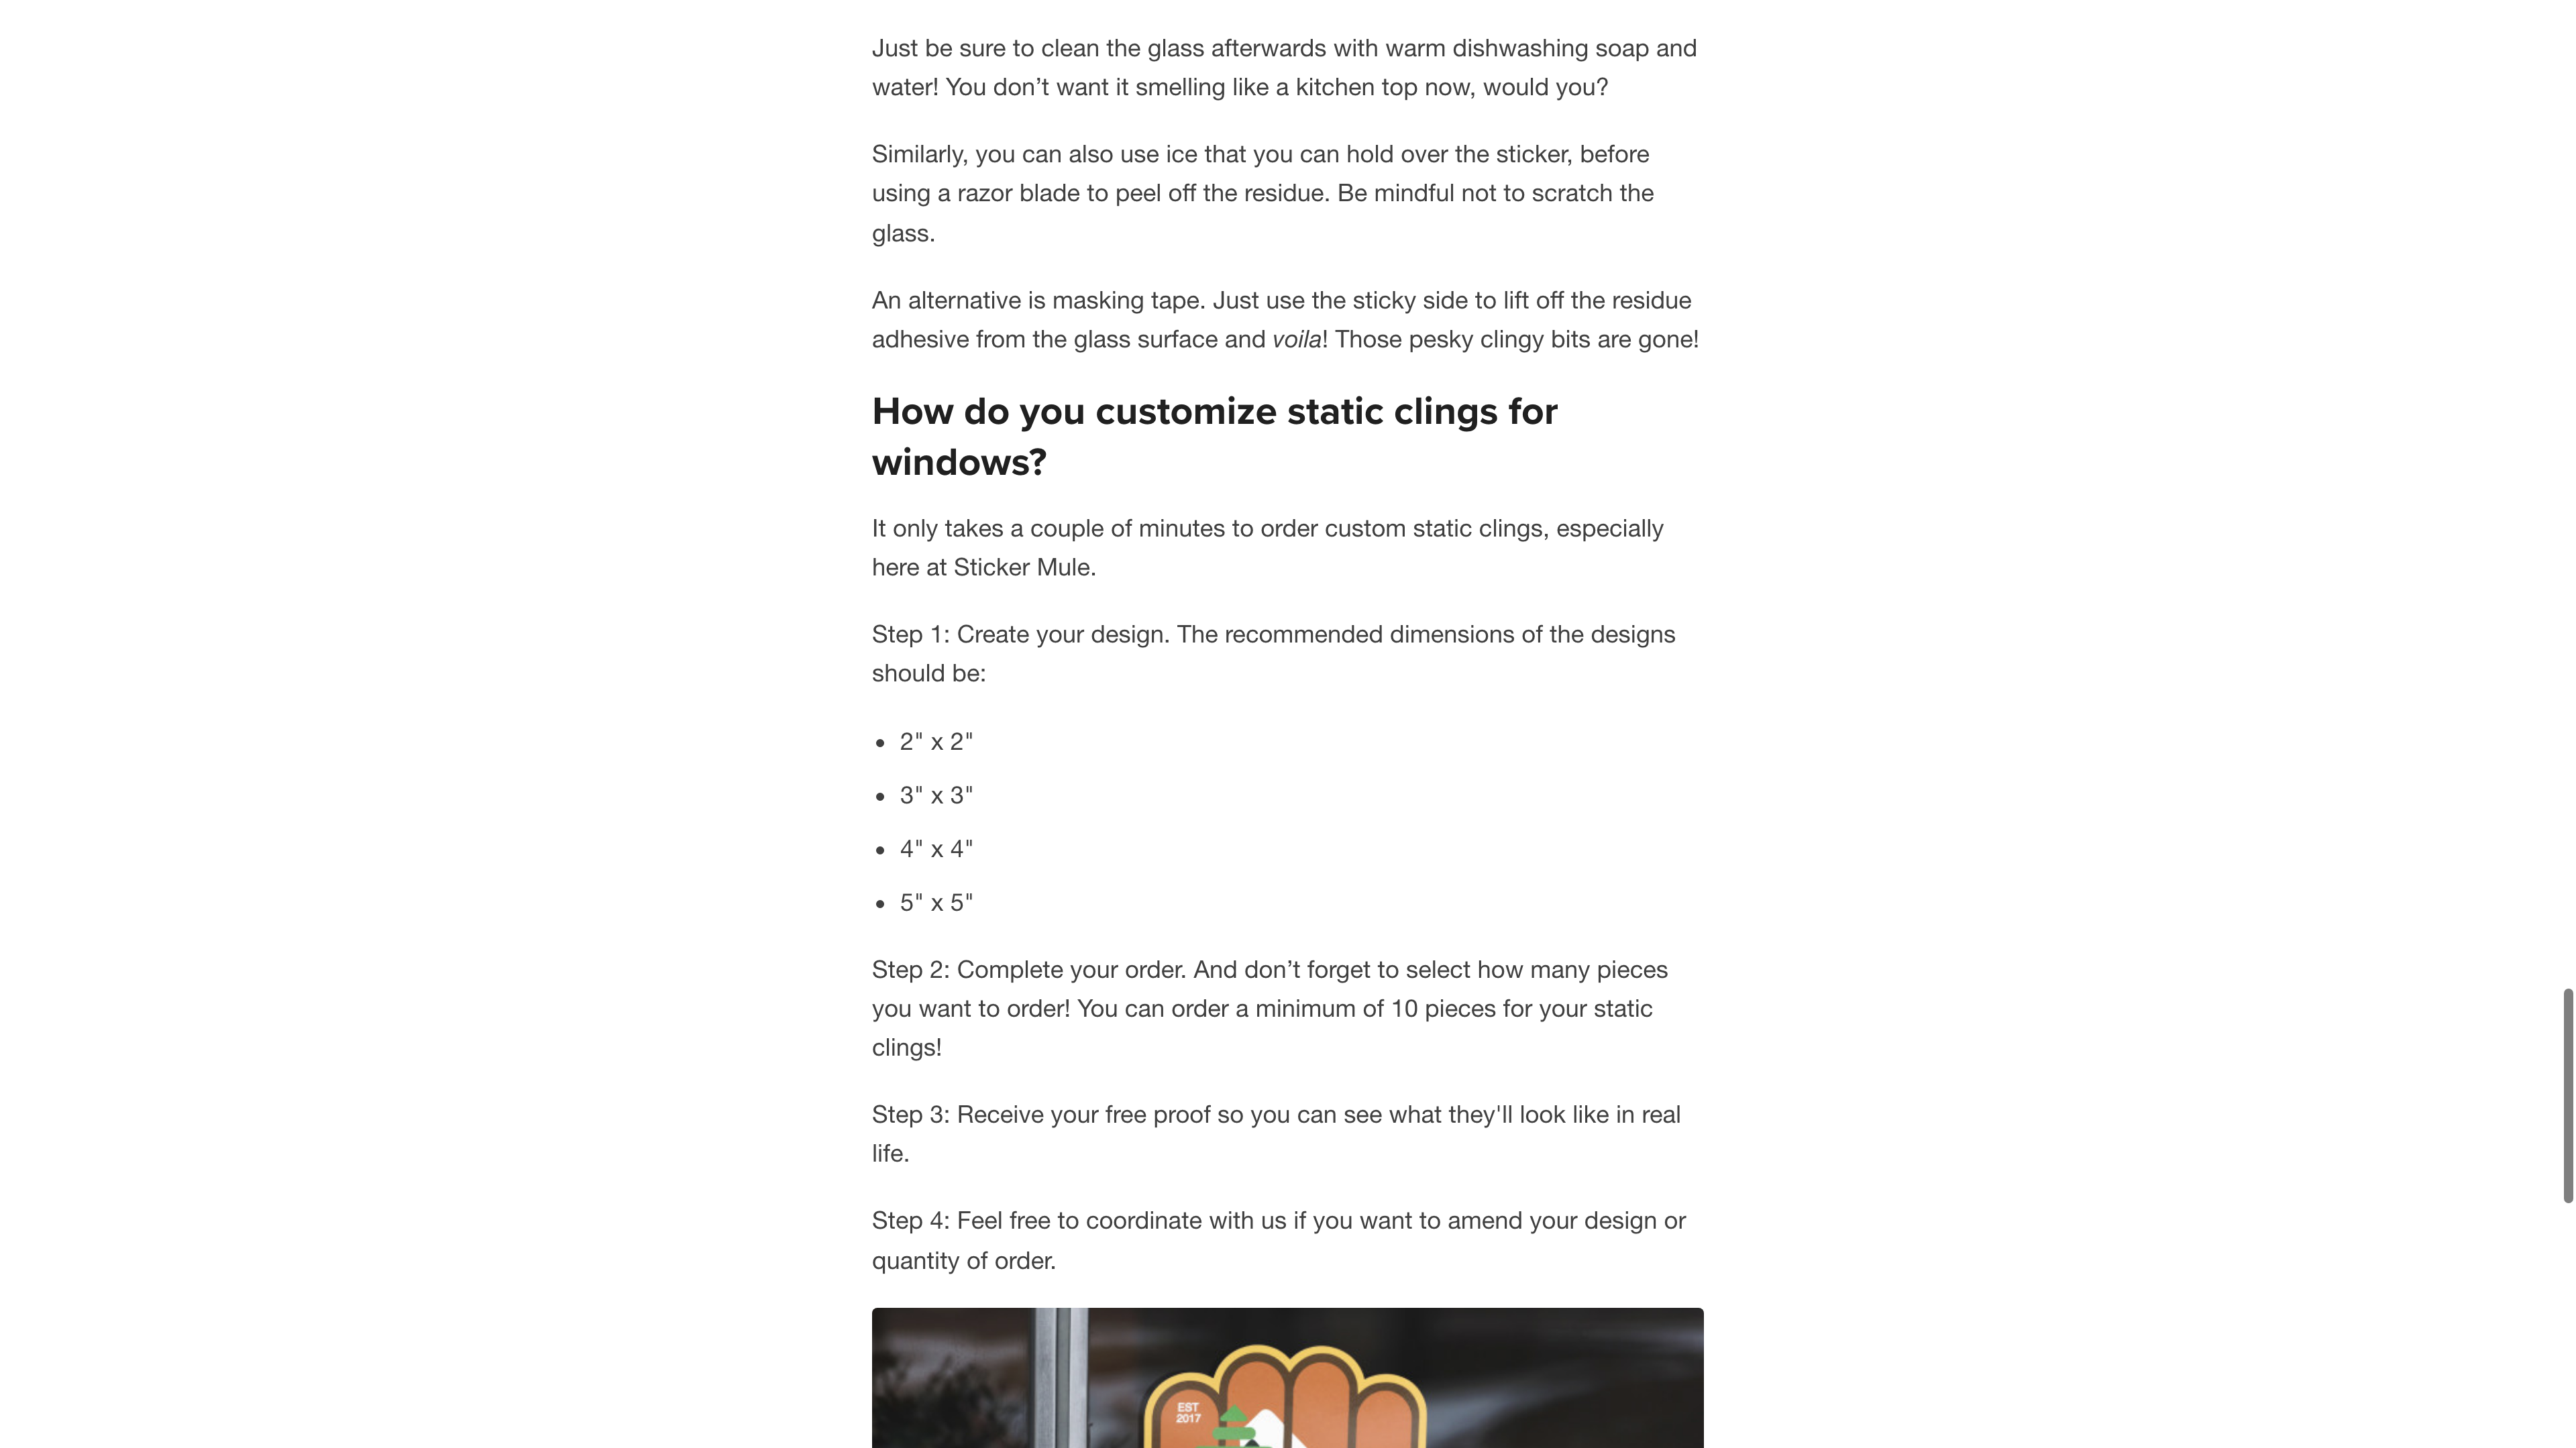 Just be sure to clean the glass afterwards with warm dishwashing soap and
water! You don’t want it smelling like a kitchen top now, would you?
Similarly, you can also use ice that you can hold over the sticker, before
using a razor blade to peel off the residue. Be mindful not to scratch the
glass.
An alternative is masking tape. Just use the sticky side to lift off the residue
adhesive from the glass surface and voila! Those pesky clingy bits are gone!
How do you customize static clings for
windows?
It only takes a couple of minutes to order custom static clings, especially
here at Sticker Mule.
Step 1: Create your design. The recommended dimensions of the designs
should be:
• 2" x 2"
• 3" x 3"
• 4" x 4"
• 5" x 5"
Step 2: Complete your order. And don’t forget to select how many pieces
you want to order! You can order a minimum of 10 pieces for your static
clings!
Step 3: Receive your free proof so you can see what they'll look like in real
life.
Step 4: Feel free to coordinate with us if you want to amend your design or
quantity of order.
EST
2017